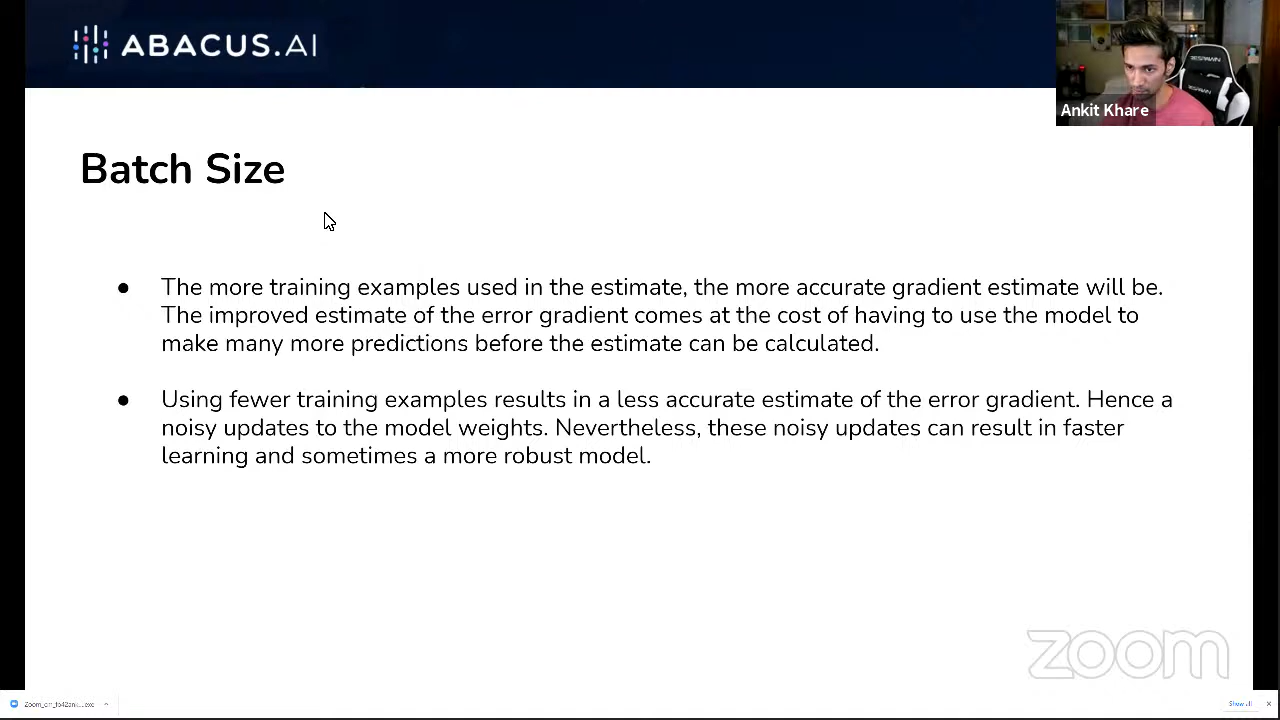 ABACUS.AI
RESPAWN
Ankit Khare
Batch Size
● The more training examples used in the estimate, the more accurate gradient estimate will be.
The improved estimate of the error gradient comes at the cost of having to use the model to
make many more predictions before the estimate can be calculated.
● Using fewer training examples results in a less accurate estimate of the error gradient. Hence a
noisy updates to the model weights. Nevertheless, these noisy updates can result in faster
learning and sometimes a more robust model.
zoom
Show all